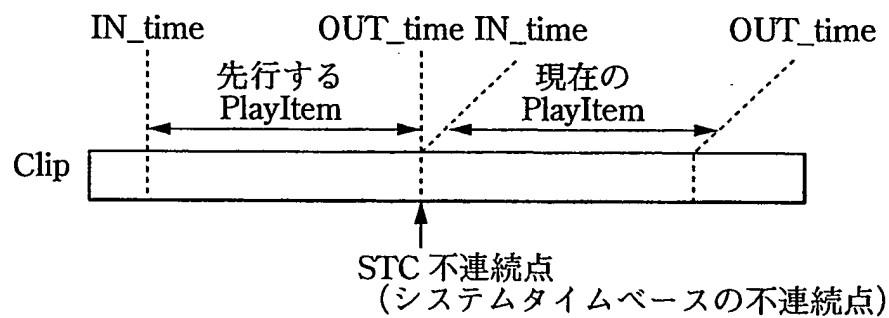 IN_time OUT_time IN_time OUT_time
先行する
PlayItem
現在の
PlayItem
Clip
STC 不連続点
（システムタイムベースの不連続点）